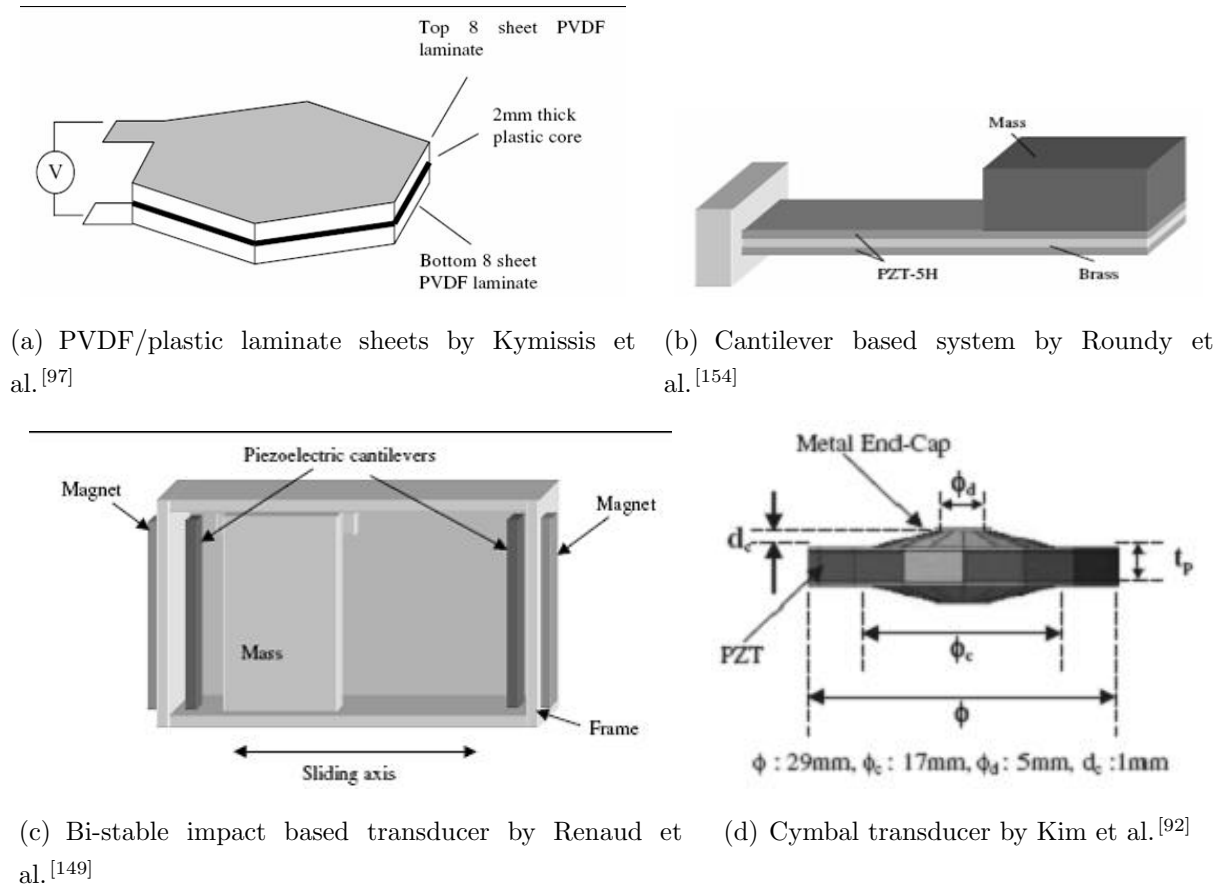 Top 8 sheet PVDF
laminate
2mm thick
plastic core
V
Bottom 8 sheet
PVDF laminate
(a) PVDF/plastic laminate sheets by Kymissis et
al.[97]
Mass
PZT-5H
Brass
(b) Cantilever based system by Roundy et
al.[154]
Piezoelectric cantilevers
Magnet
Magnet
Mass
Frame
Sliding axis
(c) Bi-stable impact based transducer by Renaud et
al.[149]
Metal End-Cap
ϕd
dc
tp
PZT
ϕc
ϕ
ϕ : 29mm, ϕc : 17mm, ϕd : 5mm, dc :1mm
(d) Cymbal transducer by Kim et al.[92]